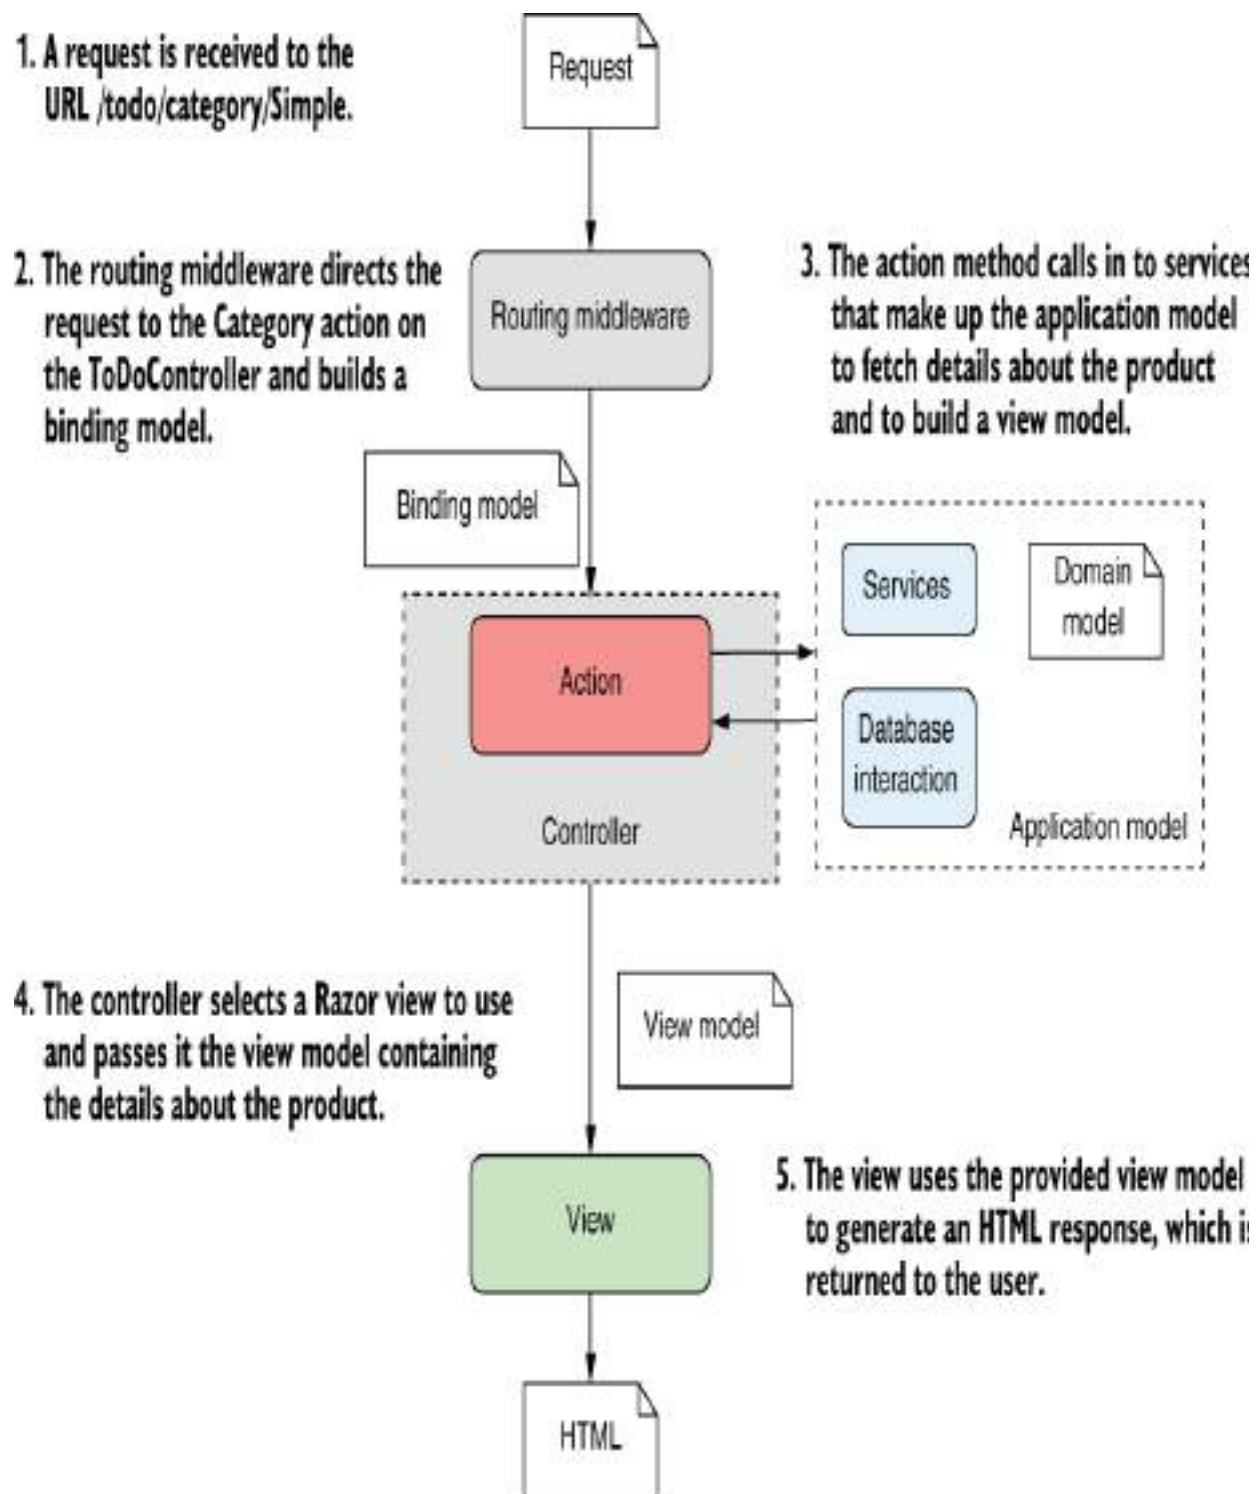 1. A request is received to the
URL /todo/category/Simple.
Request
2. The routing middleware directs the
request to the Category action on
the ToDoController and builds a
binding model.
Routing middleware
3. The action method calls in to services
that make up the application model
to fetch details about the product
and to build a view model.
Binding model
Action
Controller
Services
Domain
model
Database
interaction
Application model
4. The controller selects a Razor view to use
and passes it the view model containing
the details about the product.
View model
View
5. The view uses the provided view model
to generate an HTML response, which is
returned to the user.
HTML